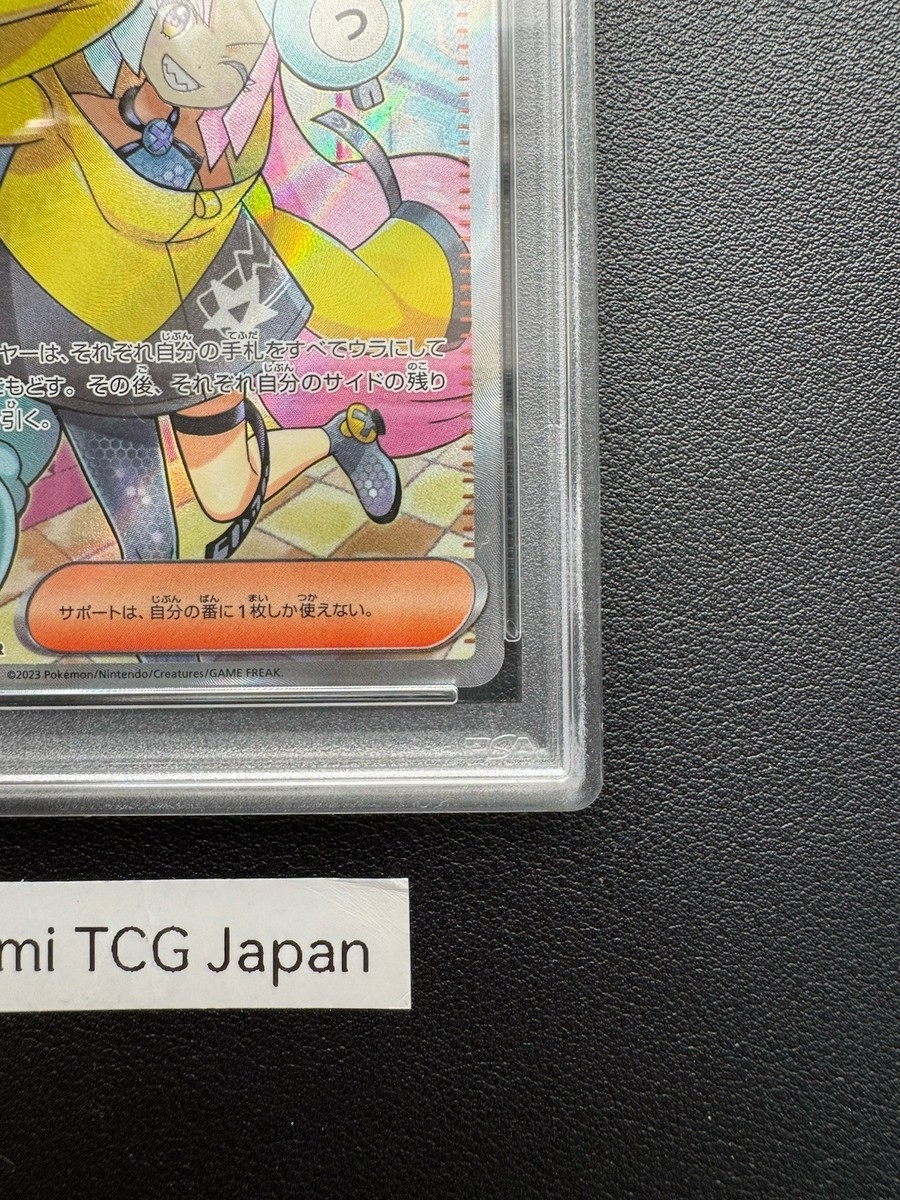 つ
ヤーは、それぞれ自分の手札をすべてウラにして
もどす。その後、それぞれ自分のサイドの残り
引く。
サポートは、自分の番に1枚しか使えない。
R
©2023 Pokémon/Nintendo/Creatures/GAME FREAK.
PSA
mi TCG Japan